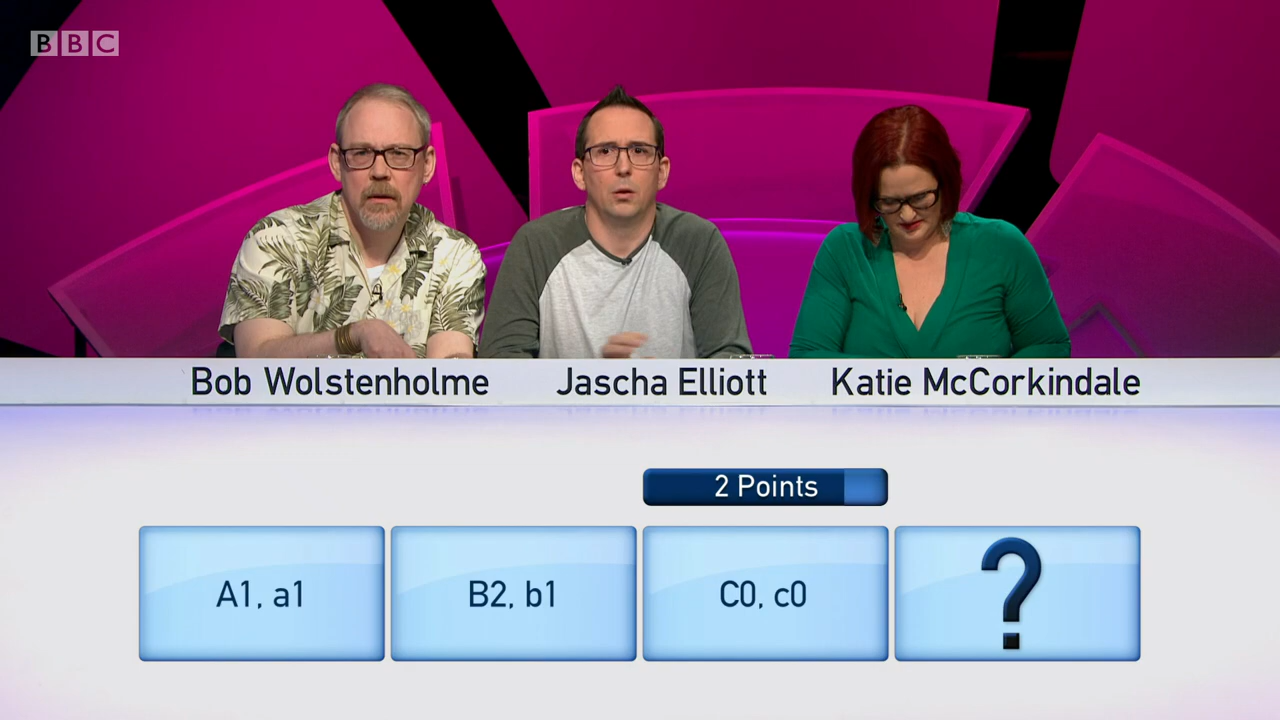 BBC
Bob Wolstenholme
Jascha Elliott
Katie McCorkindale
2 Points
A1, a1
B2, b1
C0, c0
?